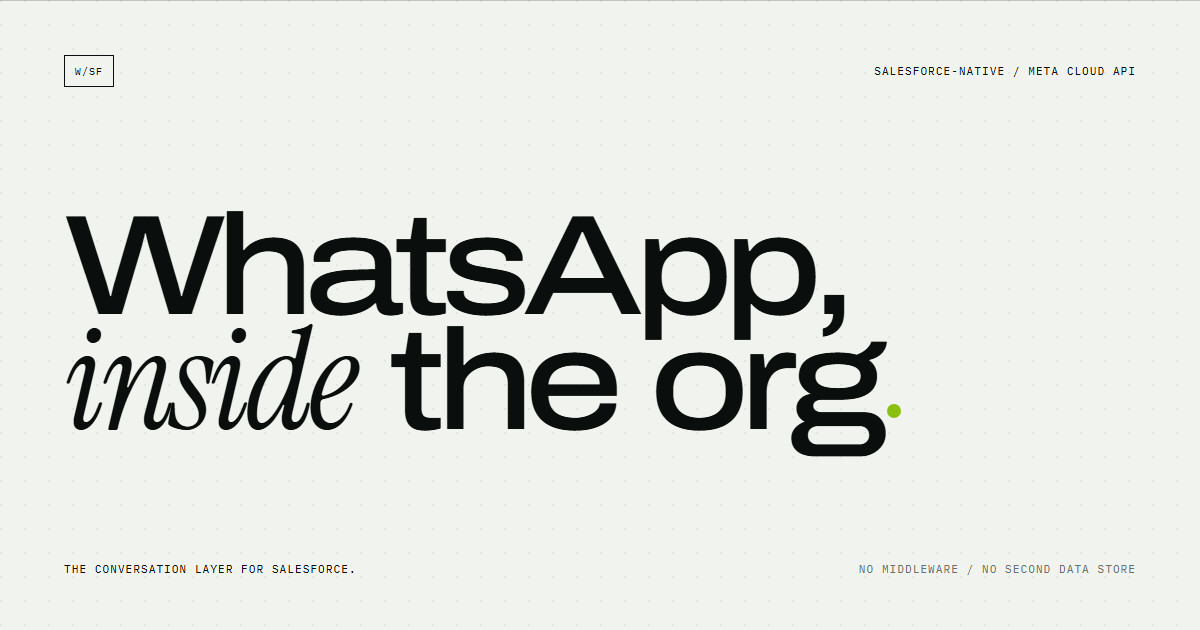 W/SF
SALESFORCE-NATIVE / META CLOUD API
WhatsApp,
inside the org.
THE CONVERSATION LAYER FOR SALESFORCE.
NO MIDDLEWARE / NO SECOND DATA STORE